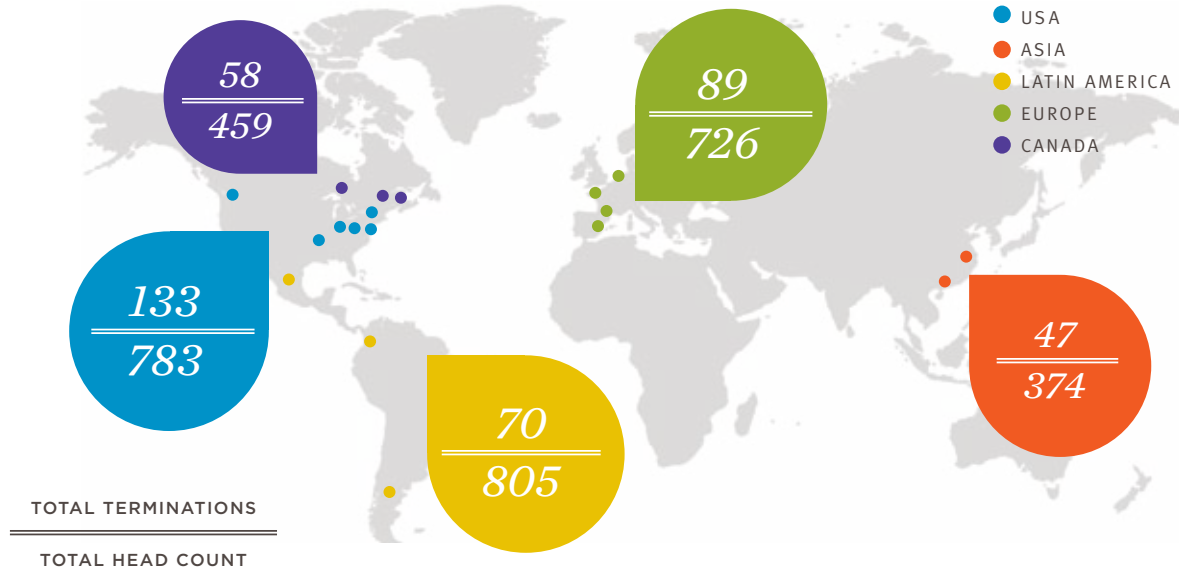 USA
ASIA
LATIN AMERICA
EUROPE
CANADA
58
459
89
726
133
783
47
374
70
805
TOTAL TERMINATIONS
TOTAL HEAD COUNT